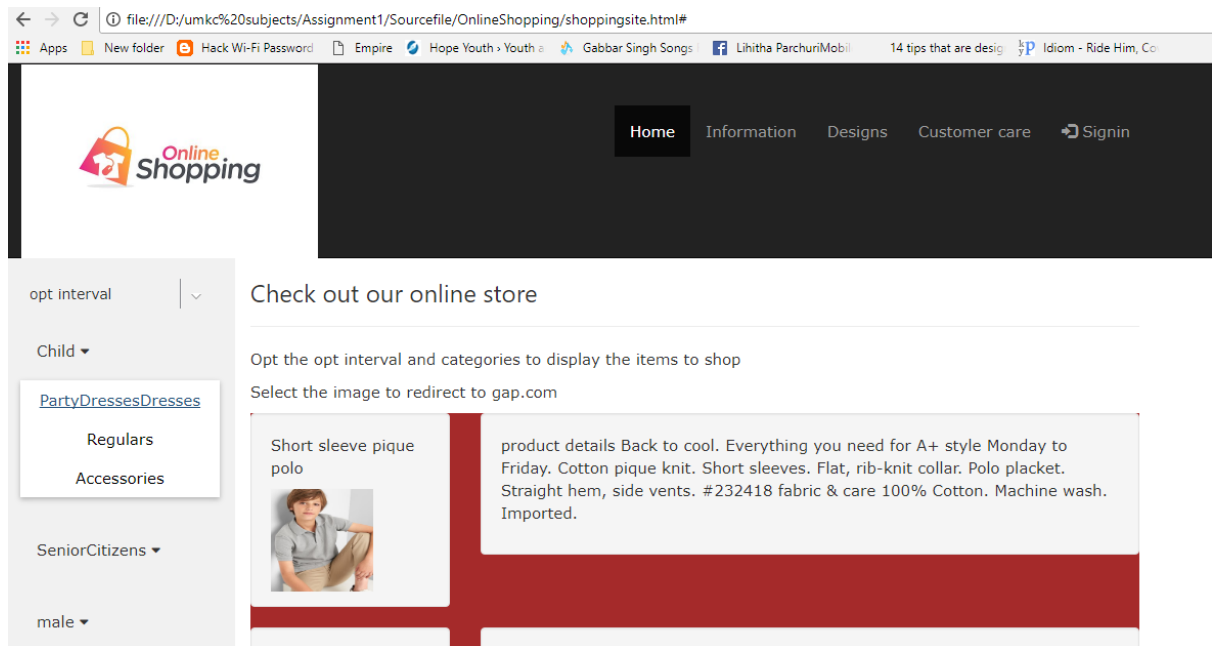 file:///D:/umkc%20subjects/Assignment1/Sourcefile/OnlineShopping/shoppingsite.html#
Apps New folder Hack Wi-Fi Password Empire Hope Youth › Youth a Gabbar Singh Songs Lihitha ParchuriMobil 14 tips that are desig Idiom - Ride Him, Co
Home Information Designs Customer care Signin
Online
Shopping
opt interval
Child
PartyDressesDresses
Regulars
Accessories
SeniorCitizens
male
Check out our online store
Opt the opt interval and categories to display the items to shop
Select the image to redirect to gap.com
Short sleeve pique
polo
product details Back to cool. Everything you need for A+ style Monday to
Friday. Cotton pique knit. Short sleeves. Flat, rib-knit collar. Polo placket.
Straight hem, side vents. #232418 fabric & care 100% Cotton. Machine wash.
Imported.